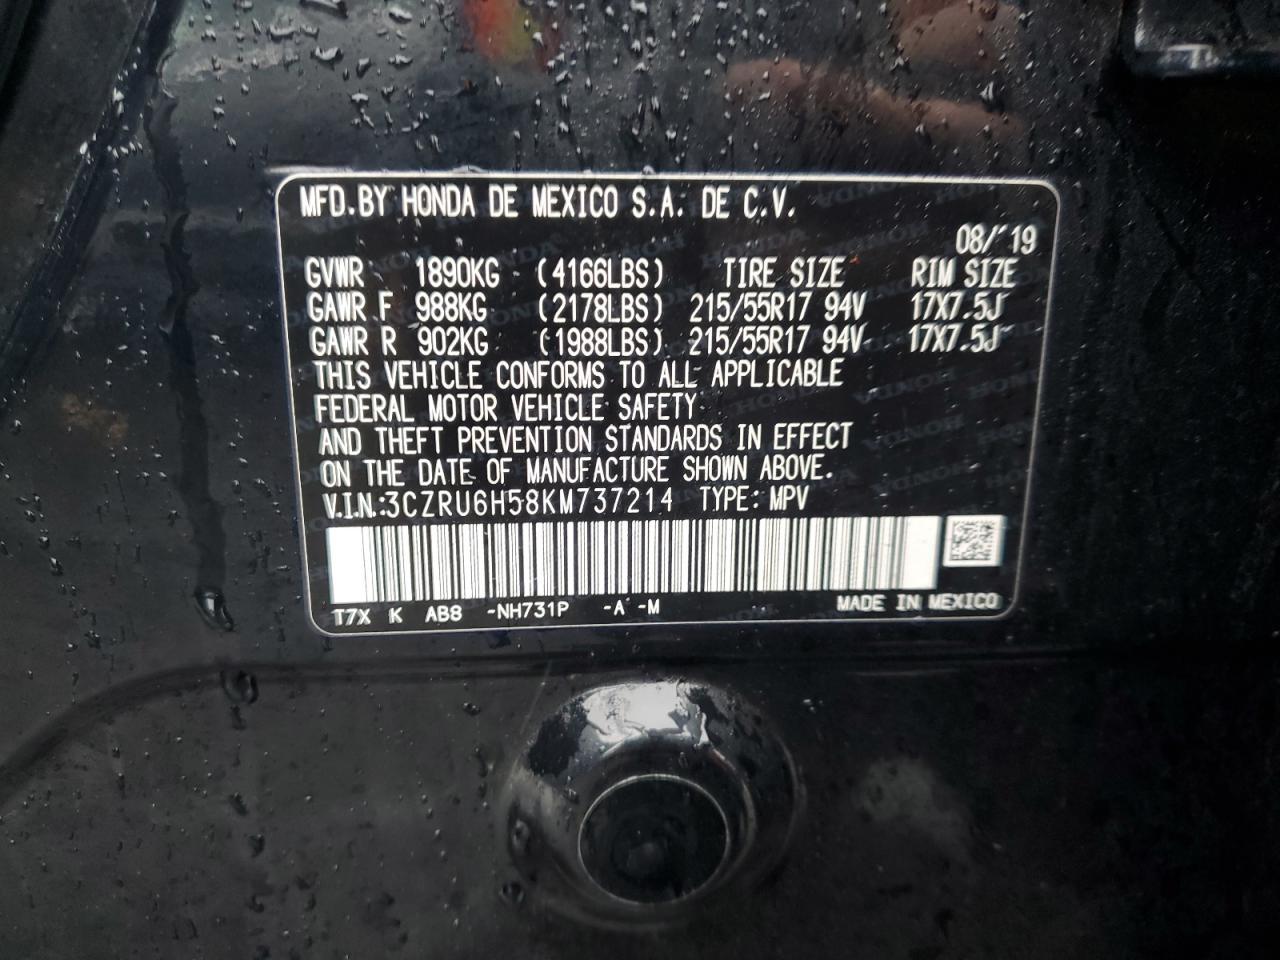 MFD.BY HONDA DE MEXICO S.A. DE C.V.
08/'19
GVWR 1890KG (4166LBS) TIRE SIZE RIM SIZE
GAWR F 988KG (2178LBS) 215/55R17 94V 17X7.5J
GAWR R 902KG (1988LBS) 215/55R17 94V 17X7.5J
THIS VEHICLE CONFORMS TO ALL APPLICABLE
FEDERAL MOTOR VEHICLE SAFETY
AND THEFT PREVENTION STANDARDS IN EFFECT
ON THE DATE OF MANUFACTURE SHOWN ABOVE.
V.I.N.:3CZRU6H58KM737214 TYPE: MPV
T7X K AB8 -NH731P -A -M MADE IN MEXICO